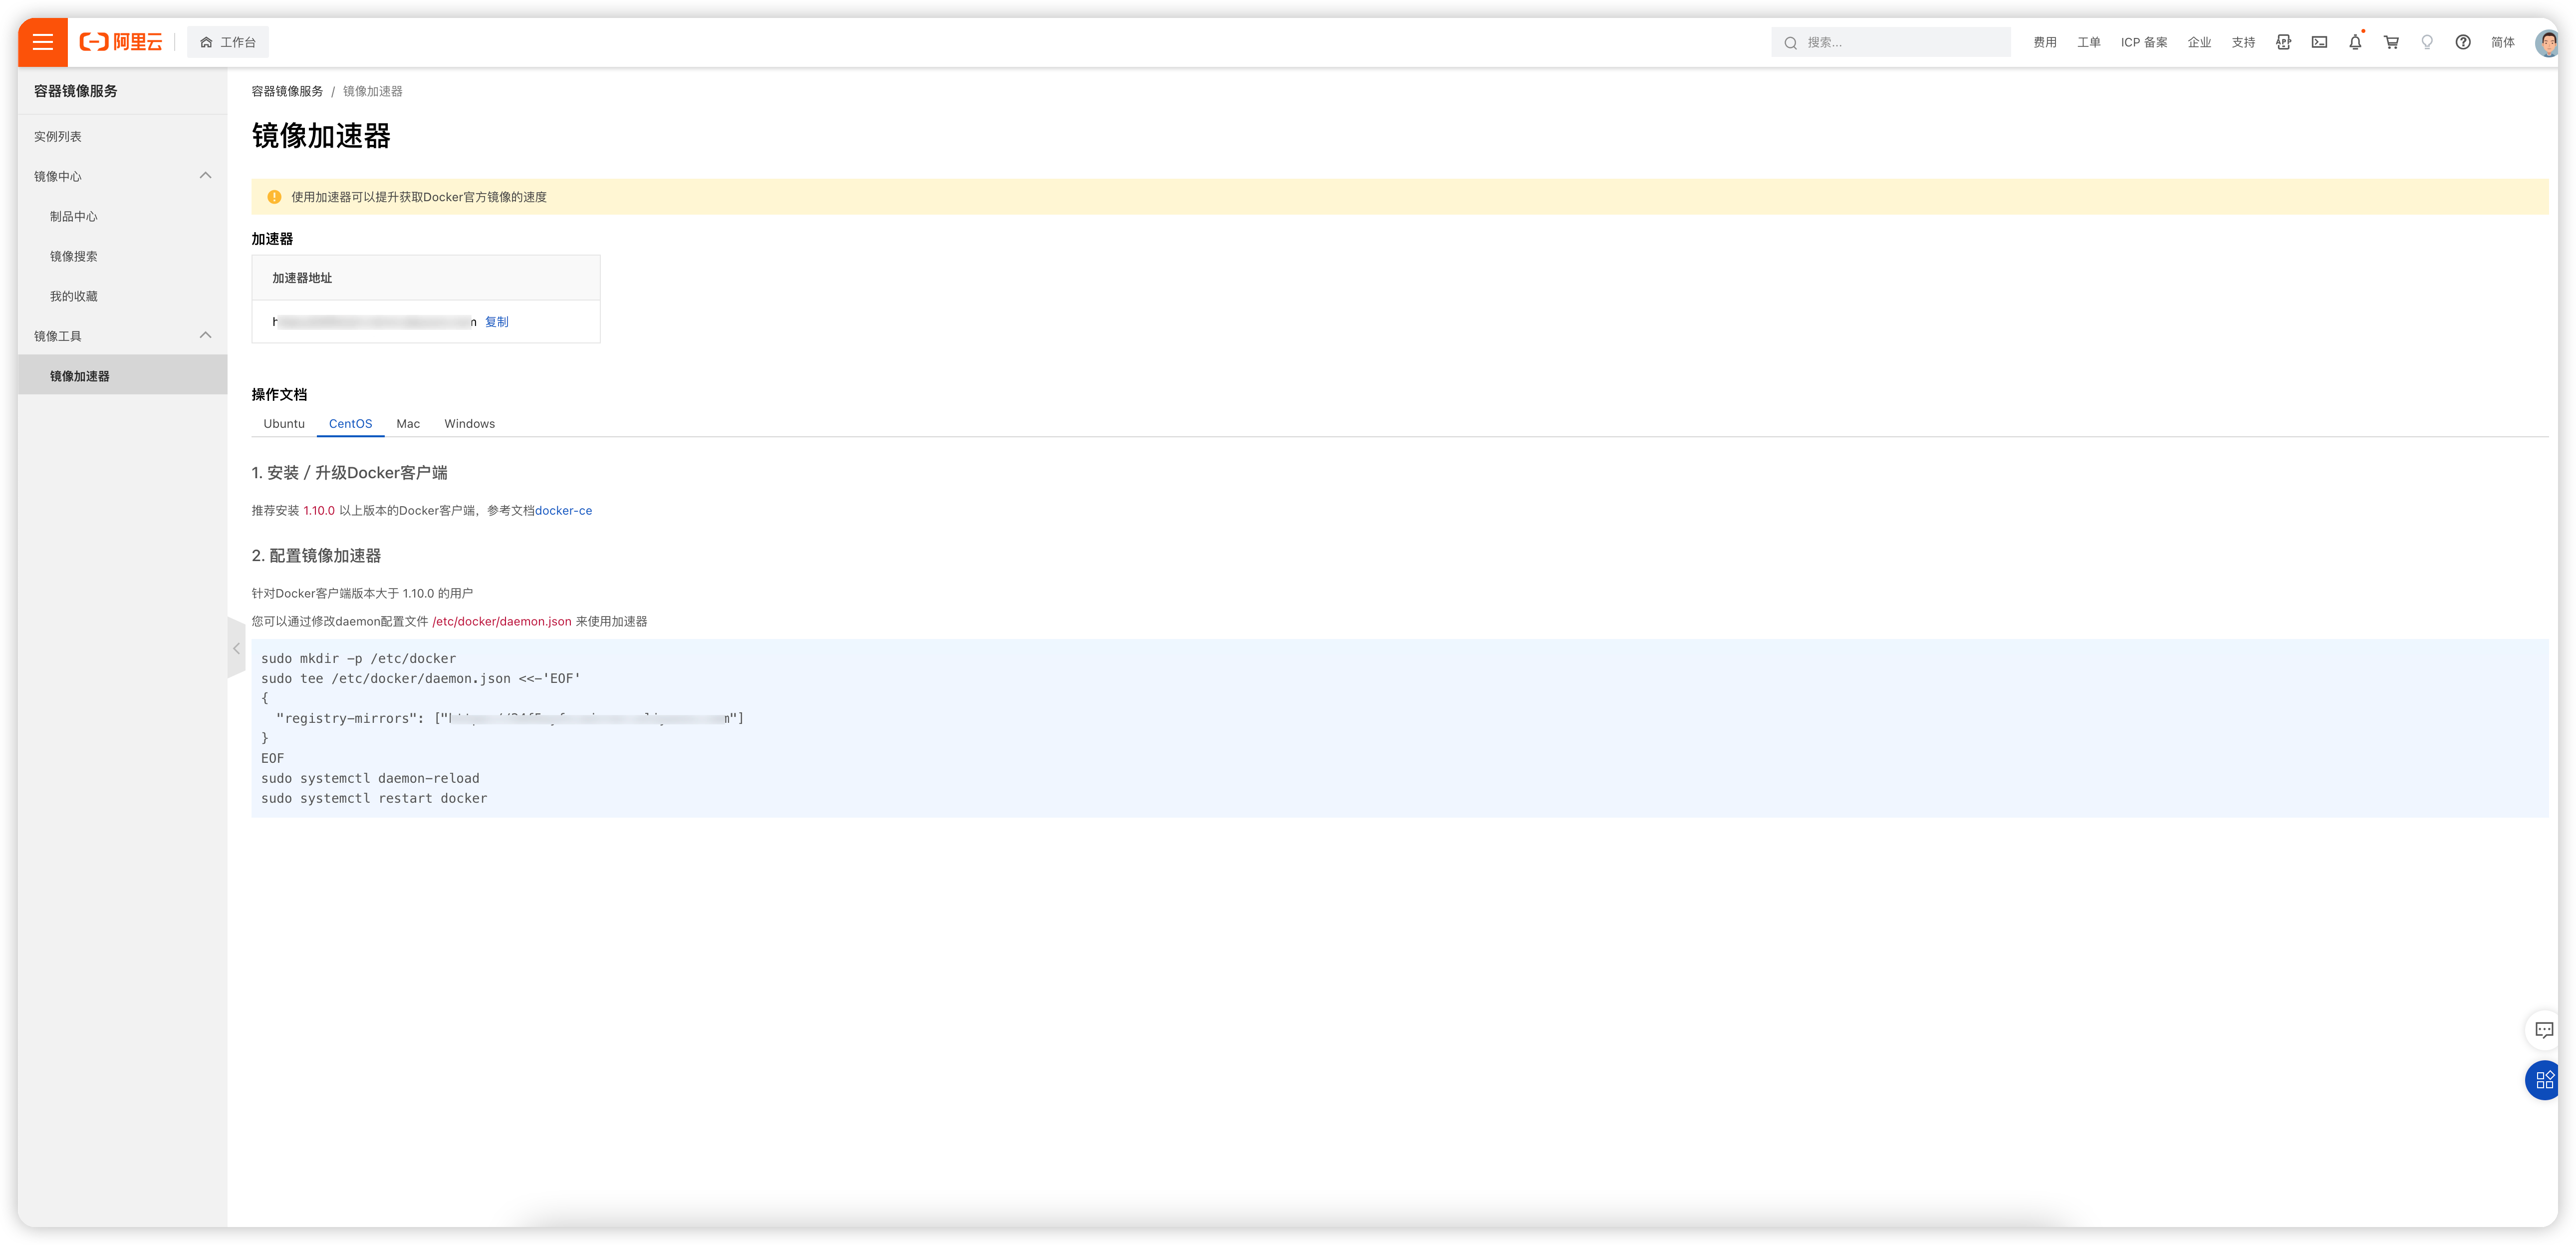 阿里云
工作台
搜索...
费用
工单
ICP 备案
企业
支持
简体
容器镜像服务
实例列表
镜像中心
制品中心
镜像搜索
我的收藏
镜像工具
镜像加速器
容器镜像服务 / 镜像加速器
镜像加速器
使用加速器可以提升获取Docker官方镜像的速度
加速器
加速器地址
复制
操作文档
Ubuntu
CentOS
Mac
Windows
1. 安装 / 升级Docker客户端
推荐安装 1.10.0 以上版本的Docker客户端，参考文档docker-ce
2. 配置镜像加速器
针对Docker客户端版本大于 1.10.0 的用户
您可以通过修改daemon配置文件 /etc/docker/daemon.json 来使用加速器
sudo mkdir -p /etc/docker
sudo tee /etc/docker/daemon.json <<-'EOF'
{
"registry-mirrors": [""]
}
EOF
sudo systemctl daemon-reload
sudo systemctl restart docker